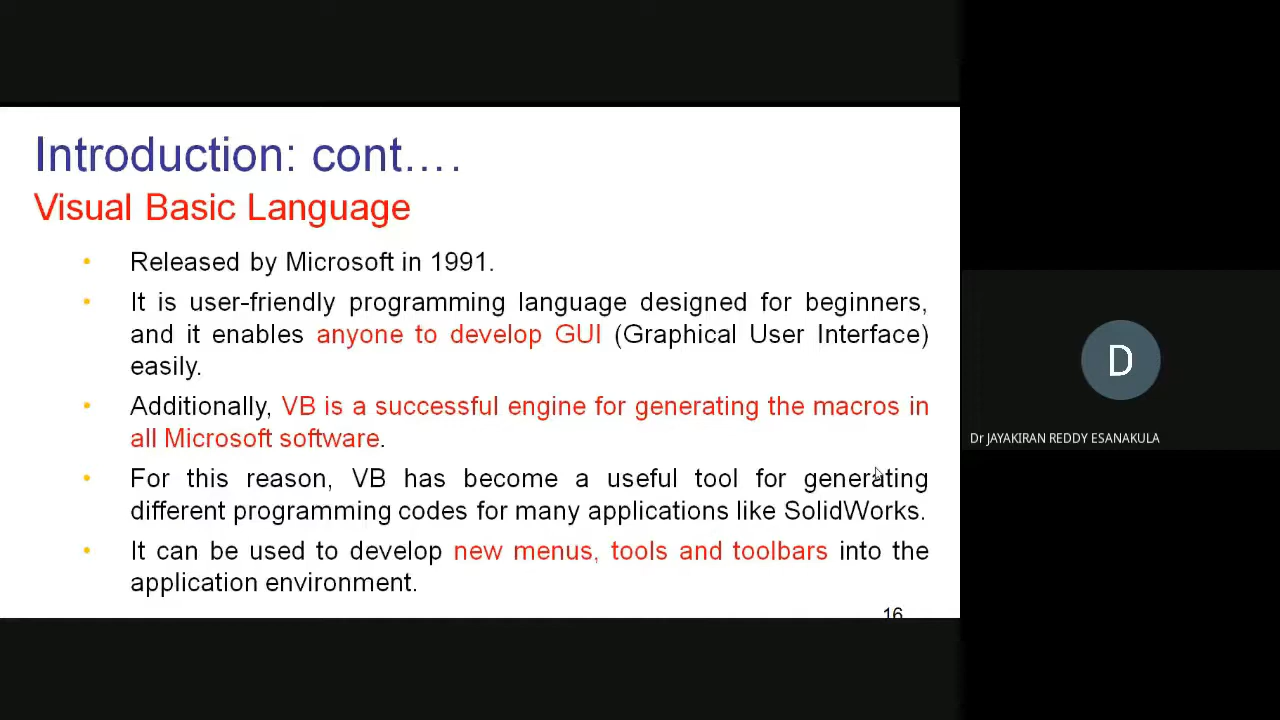 Introduction: cont….
Visual Basic Language
• Released by Microsoft in 1991.
• It is user-friendly programming language designed for beginners,
and it enables anyone to develop GUI (Graphical User Interface)
easily.
• Additionally, VB is a successful engine for generating the macros in
all Microsoft software.
• For this reason, VB has become a useful tool for generating
different programming codes for many applications like SolidWorks.
• It can be used to develop new menus, tools and toolbars into the
application environment.
16
D
Dr JAYAKIRAN REDDY ESANAKULA